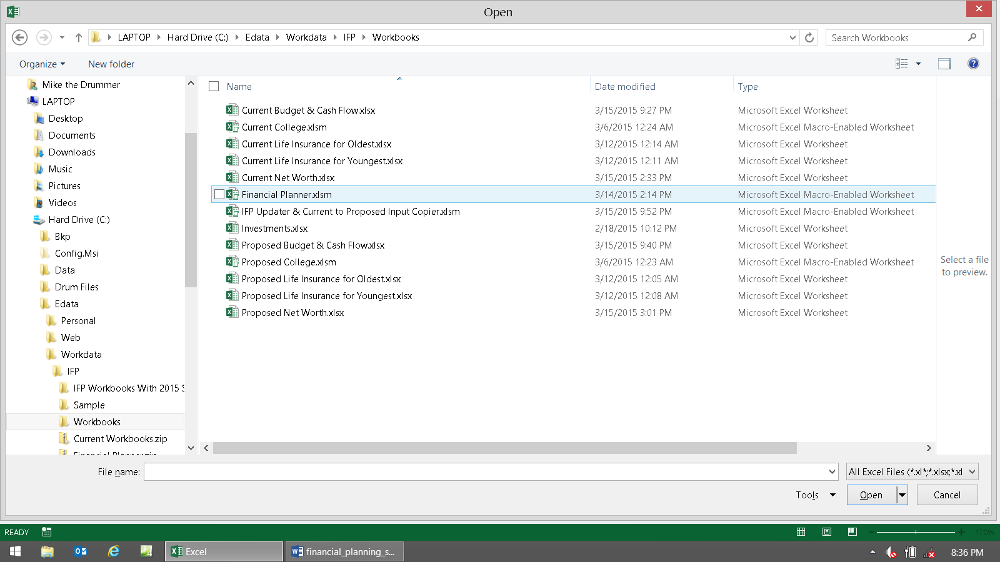 Open
LAPTOP Hard Drive (C:) Edata Workdata IFP Workbooks
Search Workbooks
Organize New folder
Mike the Drummer
LAPTOP
Desktop
Documents
Downloads
Music
Pictures
Videos
Hard Drive (C:)
Bkp
Config.Msi
Data
Drum Files
Edata
Personal
Web
Workdata
IFP
IFP Workbooks With 2015 S
Sample
Workbooks
Current Workbooks.zip
Financial Planner.zip
Name Date modified Type
Current Budget & Cash Flow.xlsx 3/15/2015 9:27 PM Microsoft Excel Worksheet
Current College.xlsm 3/6/2015 12:24 AM Microsoft Excel Macro-Enabled Worksheet
Current Life Insurance for Oldest.xlsx 3/12/2015 12:14 AM Microsoft Excel Worksheet
Current Life Insurance for Youngest.xlsx 3/12/2015 12:11 AM Microsoft Excel Worksheet
Current Net Worth.xlsx 3/15/2015 2:33 PM Microsoft Excel Worksheet
Financial Planner.xlsm 3/14/2015 2:14 PM Microsoft Excel Macro-Enabled Worksheet
IFP Updater & Current to Proposed Input Copier.xlsm 3/15/2015 9:52 PM Microsoft Excel Macro-Enabled Worksheet
Investments.xlsx 2/18/2015 10:12 PM Microsoft Excel Worksheet
Proposed Budget & Cash Flow.xlsx 3/15/2015 9:40 PM Microsoft Excel Worksheet
Proposed College.xlsm 3/6/2015 12:23 AM Microsoft Excel Macro-Enabled Worksheet
Proposed Life Insurance for Oldest.xlsx 3/12/2015 12:05 AM Microsoft Excel Worksheet
Proposed Life Insurance for Youngest.xlsx 3/12/2015 12:08 AM Microsoft Excel Worksheet
Proposed Net Worth.xlsx 3/15/2015 3:01 PM Microsoft Excel Worksheet
Select a file
to preview.
File name: All Excel Files (*.xl*;*.xlsx;*.xl
Tools Open Cancel
READY 170%
Excel financial_planning_s... 8:36 PM